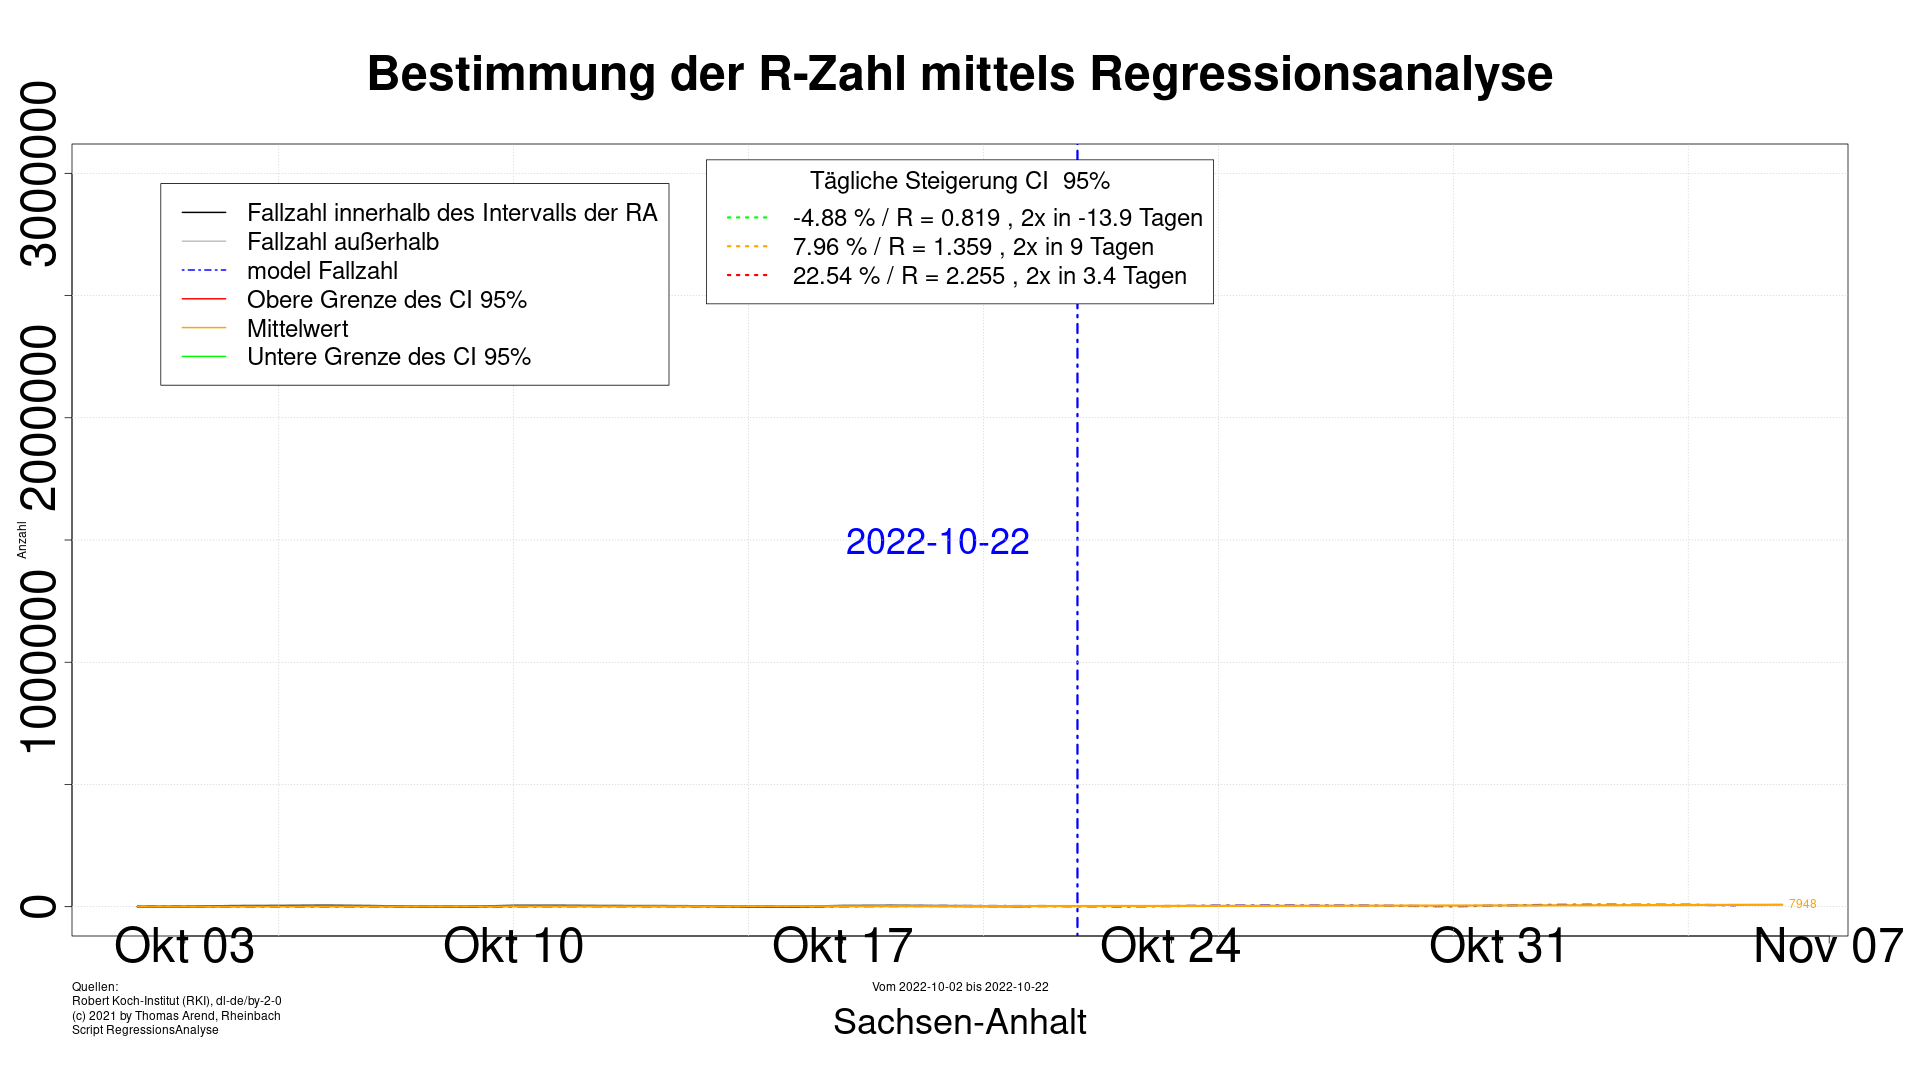 Bestimmung der R-Zahl mittels Regressionsanalyse
Anzahl
3000000
2000000
1000000
0
Fallzahl innerhalb des Intervalls der RA
Fallzahl außerhalb
model Fallzahl
Obere Grenze des CI 95%
Mittelwert
Untere Grenze des CI 95%
Tägliche Steigerung CI 95%
-4.88 % / R = 0.819 , 2x in -13.9 Tagen
7.96 % / R = 1.359 , 2x in 9 Tagen
22.54 % / R = 2.255 , 2x in 3.4 Tagen
2022-10-22
7948
Okt 03 Okt 10 Okt 17 Okt 24 Okt 31 Nov 07
Quellen:
Robert Koch-Institut (RKI), dl-de/by-2-0
(c) 2021 by Thomas Arend, Rheinbach
Script RegressionsAnalyse
Vom 2022-10-02 bis 2022-10-22
Sachsen-Anhalt